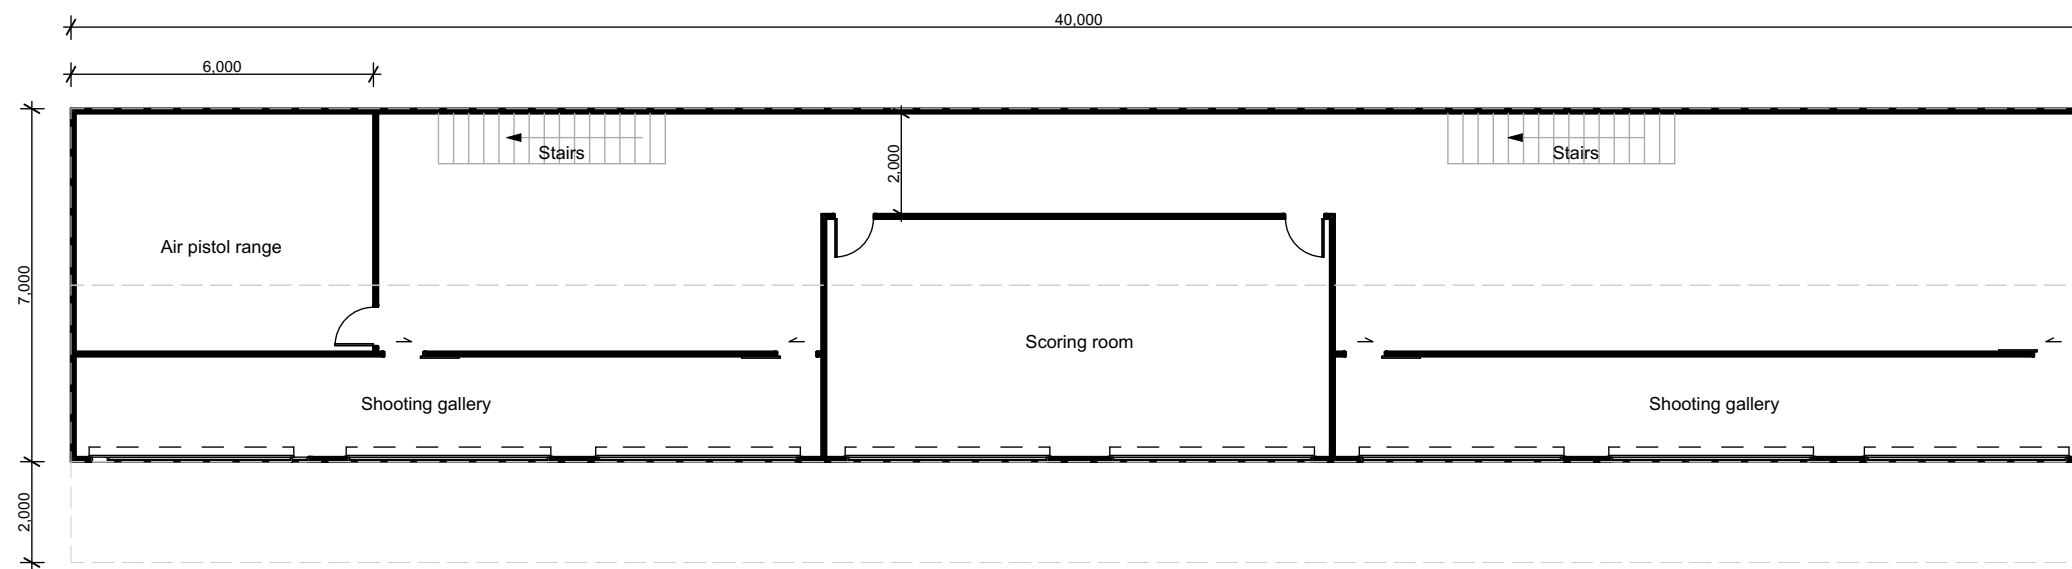 40,000
6,000
Stairs
2,000
Stairs
Air pistol range
7,000
Scoring room
Shooting gallery
Shooting gallery
2,000